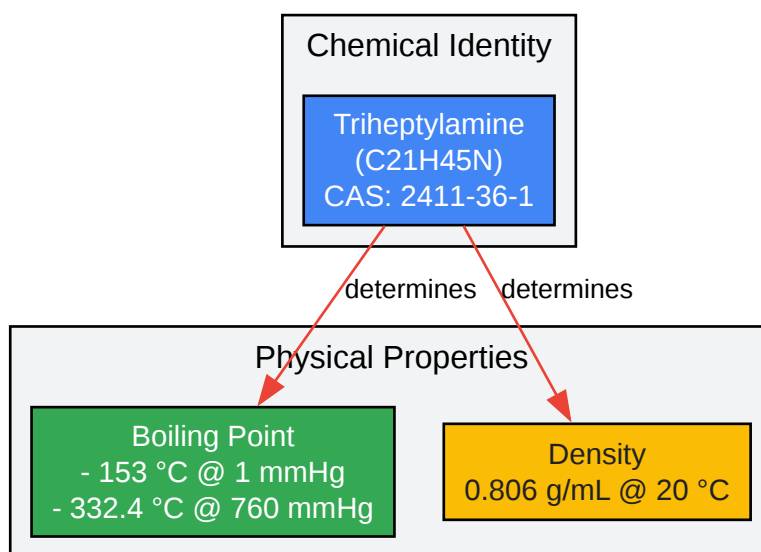 Chemical Identity
Triheptylamine
(C21H45N)
CAS: 2411-36-1
determines
determines
Physical Properties
Boiling Point
- 153 °C @ 1 mmHg
- 332.4 °C @ 760 mmHg
Density
0.806 g/mL @ 20 °C